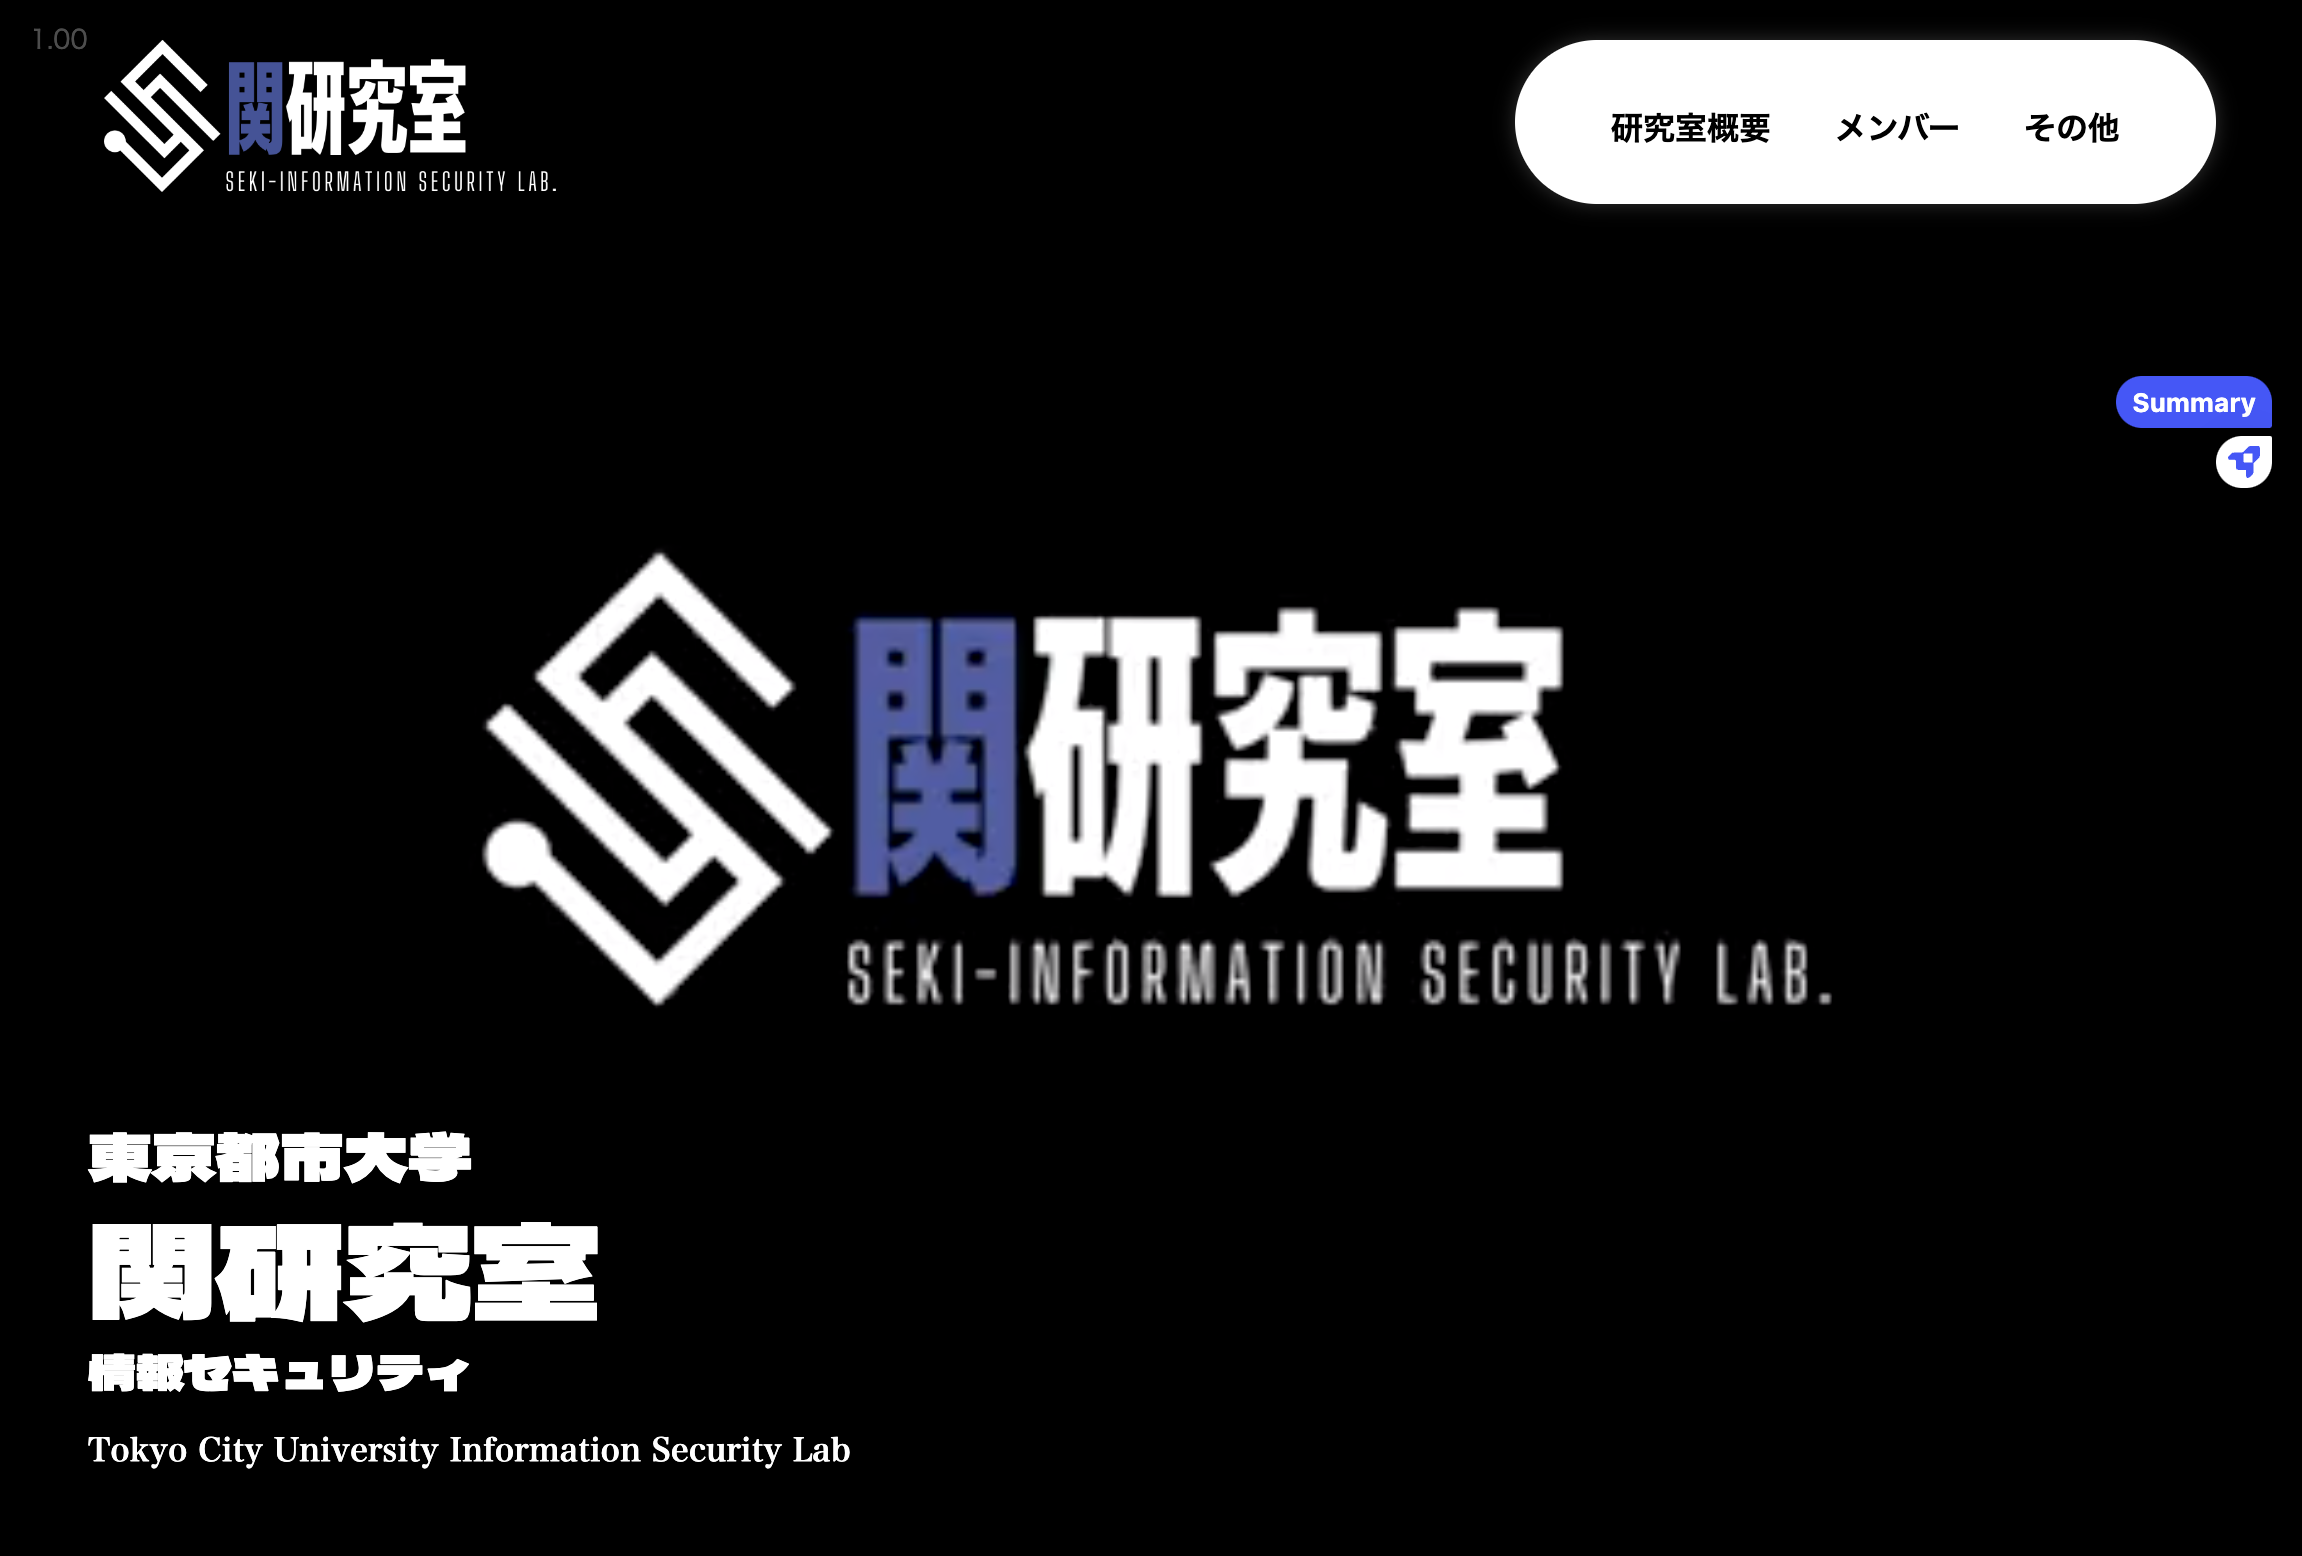 1.00
関研究室
SEKI-INFORMATION SECURITY LAB.
研究室概要 メンバー その他
Summary
関研究室
SEKI-INFORMATION SECURITY LAB.
東京都市大学
関研究室
情報セキュリティ
Tokyo City University Information Security Lab